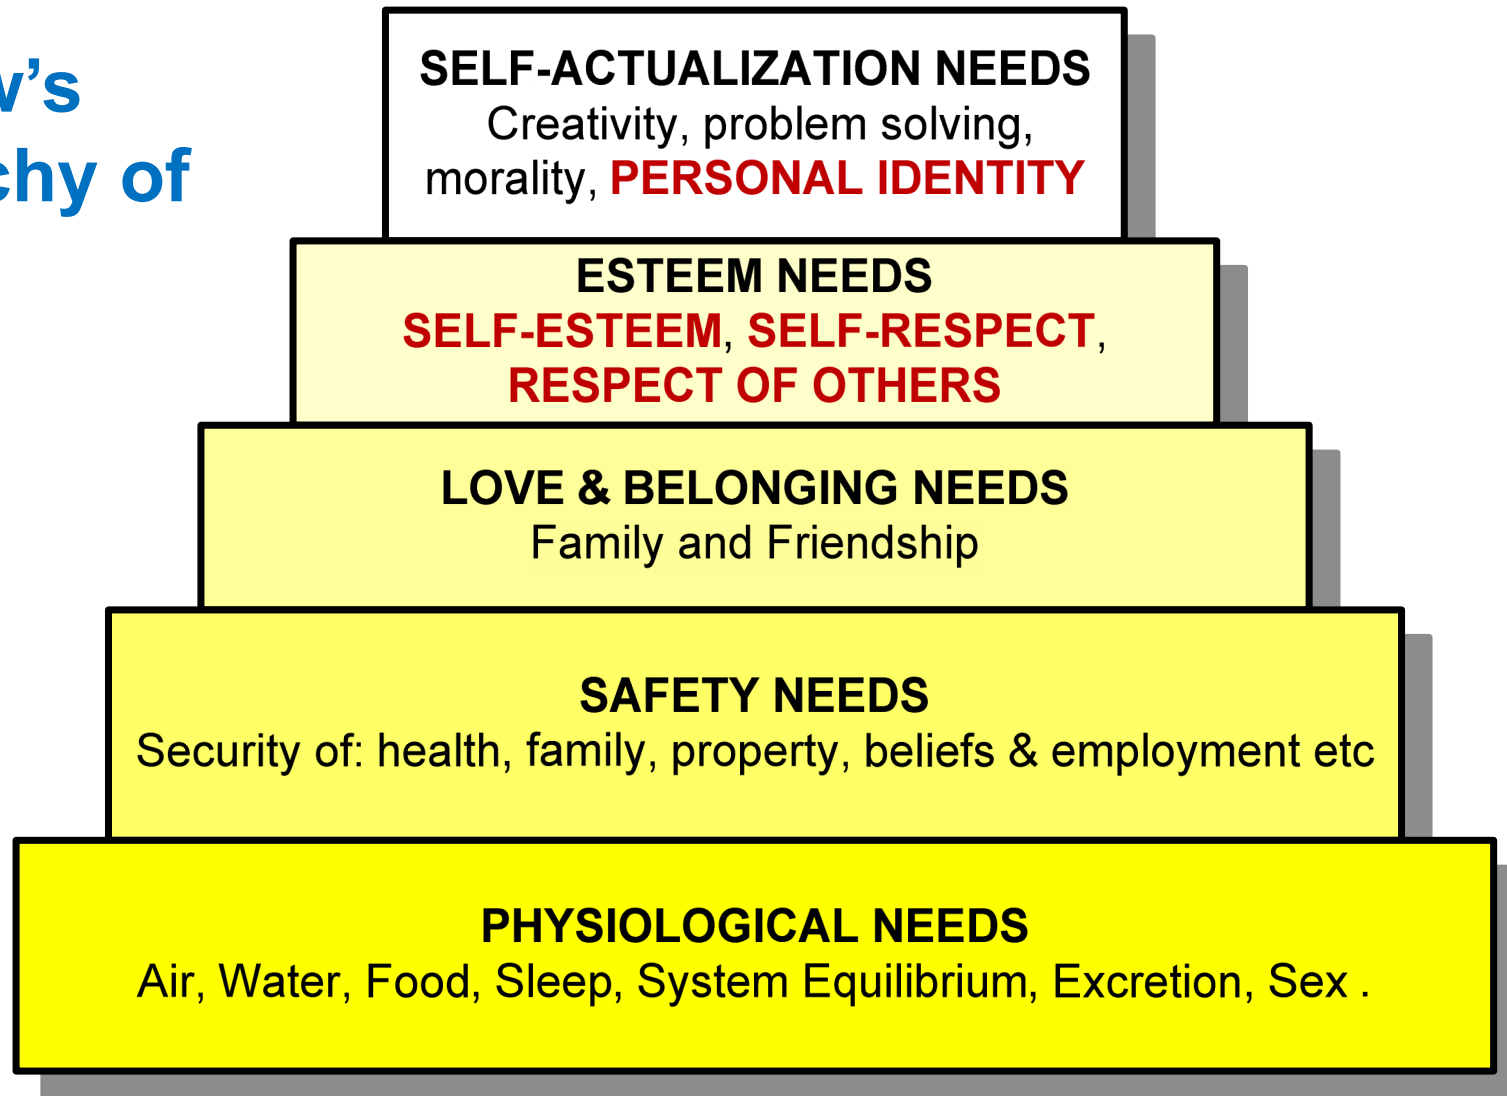 w's
chy of
SELF-ACTUALIZATION NEEDS
Creativity, problem solving,
morality, PERSONAL IDENTITY
ESTEEM NEEDS
SELF-ESTEEM, SELF-RESPECT,
RESPECT OF OTHERS
LOVE & BELONGING NEEDS
Family and Friendship
SAFETY NEEDS
Security of: health, family, property, beliefs & employment etc
PHYSIOLOGICAL NEEDS
Air, Water, Food, Sleep, System Equilibrium, Excretion, Sex .